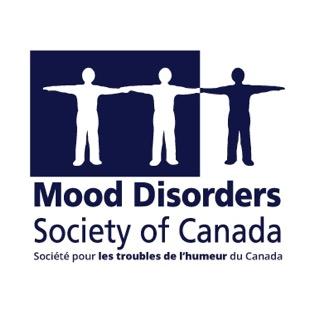 Mood Disorders
Society of Canada
Société pour les troubles de l'humeur du Canada